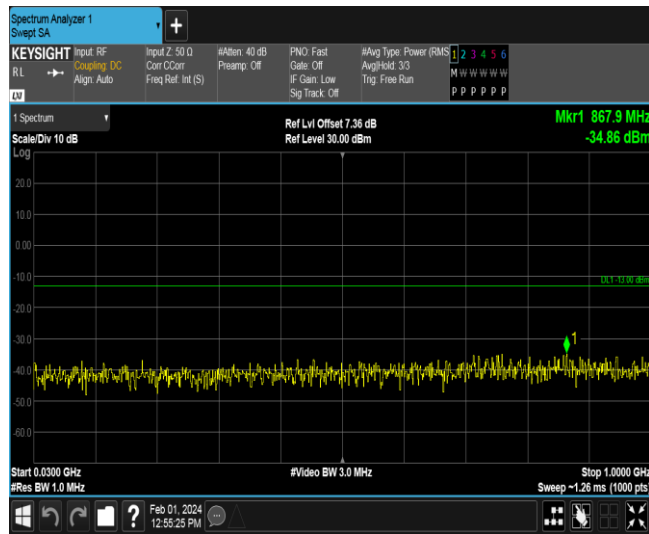 Spectrum Analyzer 1
Swept SA
+
KEYSIGHT
RL
LXI
Input: RF
Coupling: DC
Align: Auto
Input Z: 50 Ω
Corr CCorr
Freq Ref: Int (S)
#Atten: 40 dB
Preamp: Off
PNO: Fast
Gate: Off
IF Gain: Low
Sig Track: Off
#Avg Type: Power (RMS
Avg|Hold: 3/3
Trig: Free Run
1 2 3 4 5 6
M W W W W W
P P P P P P
1 Spectrum
Scale/Div 10 dB
Log
Ref Lvl Offset 7.36 dB
Ref Level 30.00 dBm
Mkr1 867.9 MHz
-34.86 dBm
20.0
10.0
0.00
-10.0
DL1 -13.00 dBm
-20.0
-30.0
1
-40.0
-50.0
-60.0
Start 0.0300 GHz
#Video BW 3.0 MHz
Stop 1.0000 GHz
#Res BW 1.0 MHz
Sweep ~1.26 ms (1000 pts)
?
Feb 01, 2024
12:55:25 PM